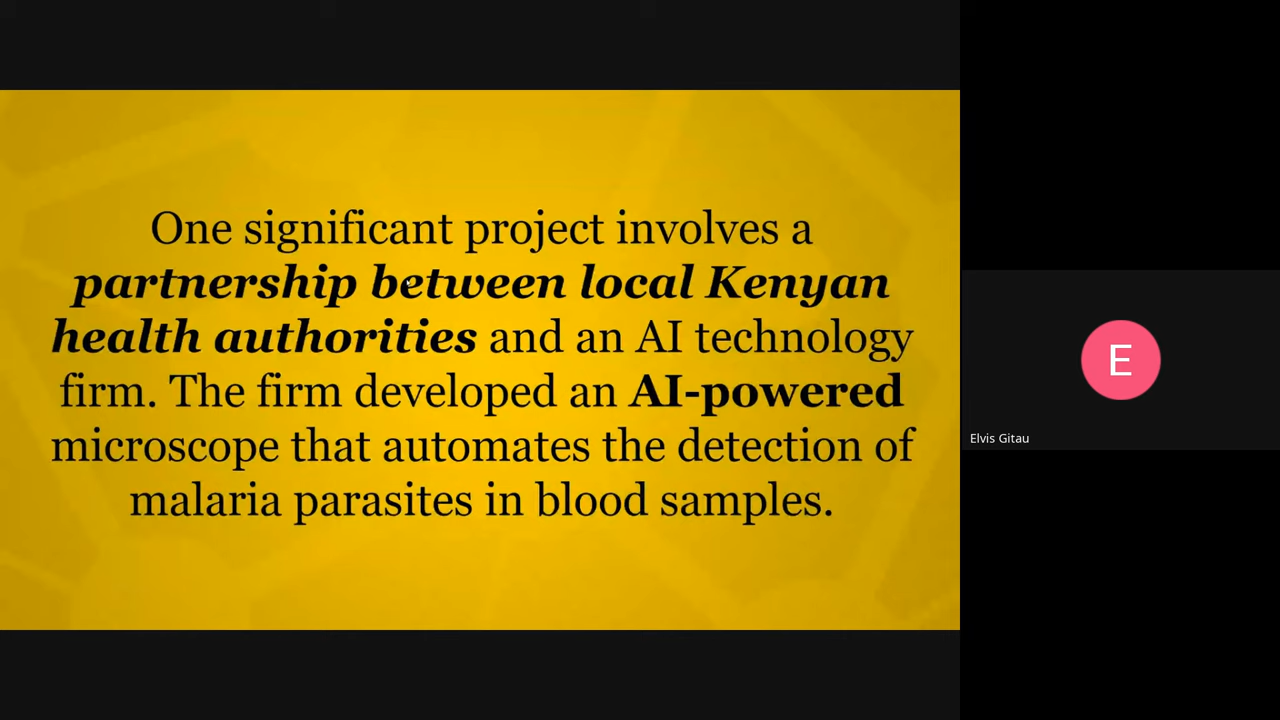 One significant project involves a
partnership between local Kenyan
health authorities and an AI technology
firm. The firm developed an AI-powered
microscope that automates the detection of
malaria parasites in blood samples.
E
Elvis Gitau